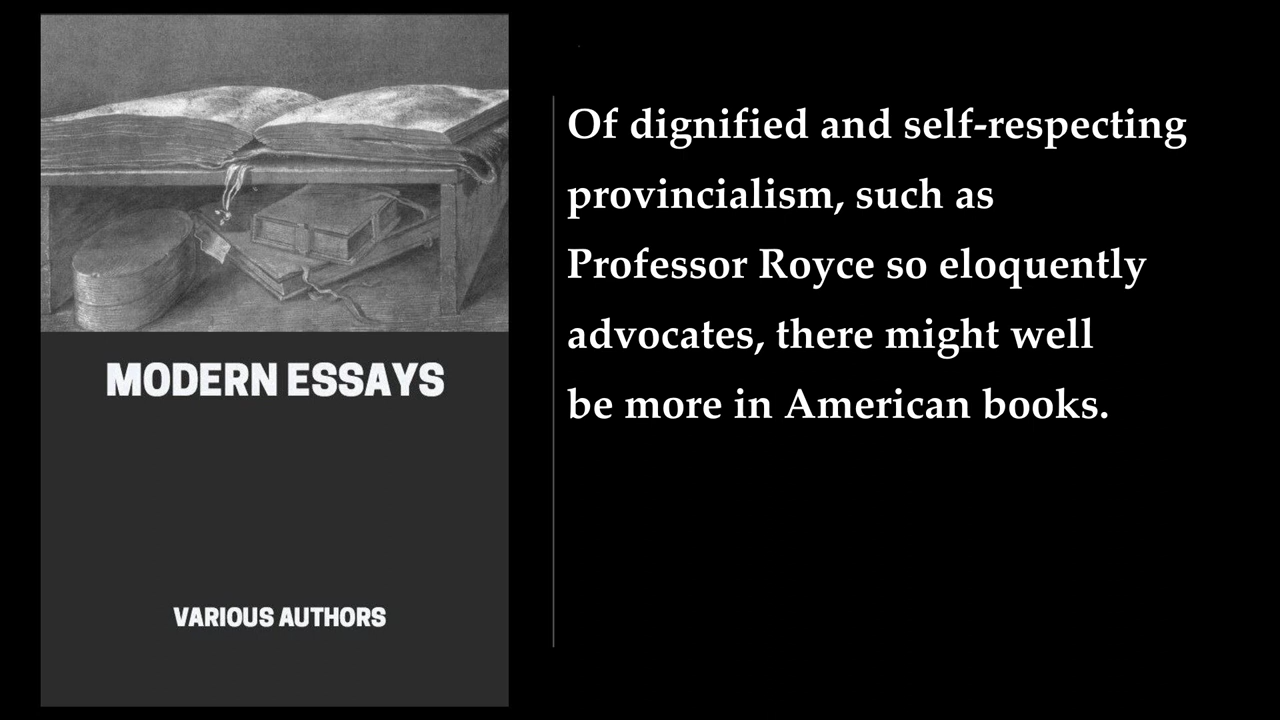 MODERN ESSAYS
VARIOUS AUTHORS
Of dignified and self-respecting
provincialism, such as
Professor Royce so eloquently
advocates, there might well
be more in American books.